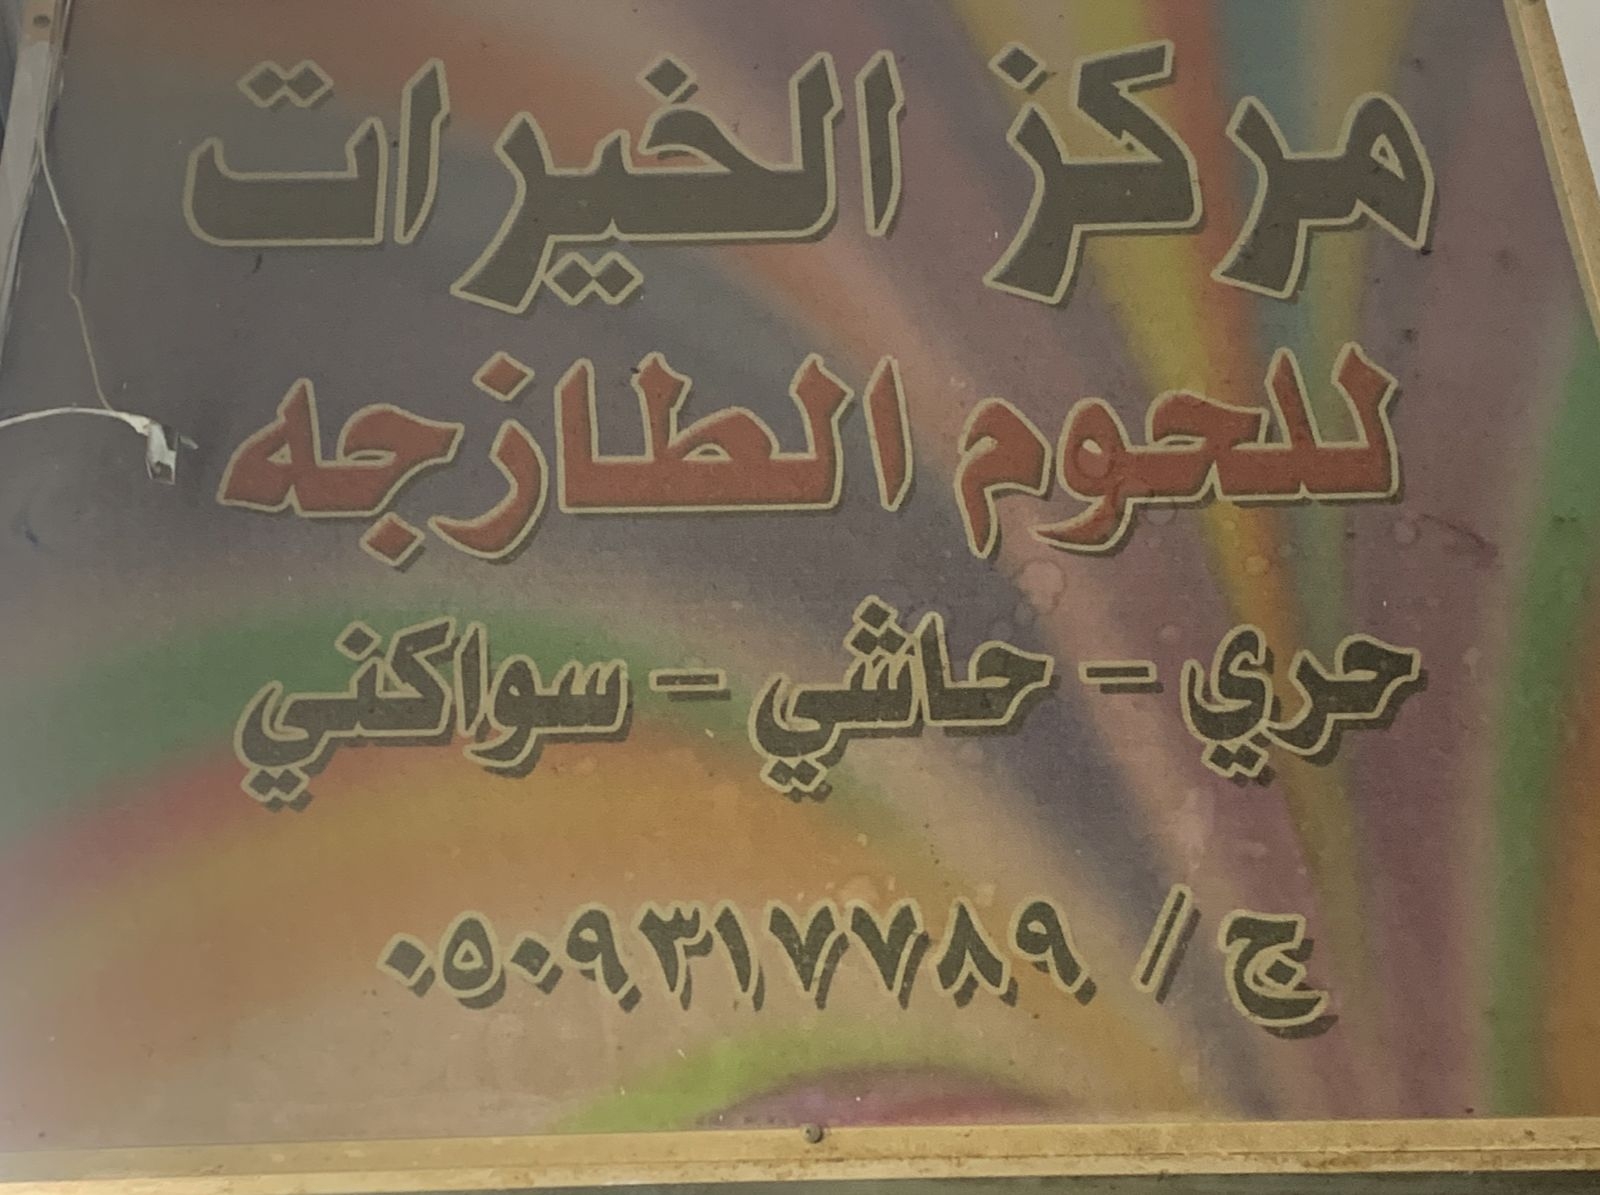 مركز الخيرات
للحوم الطازجه
حري - حاشي - سواكني
ج / ٠٥٠٩٣١٧٧٨٩